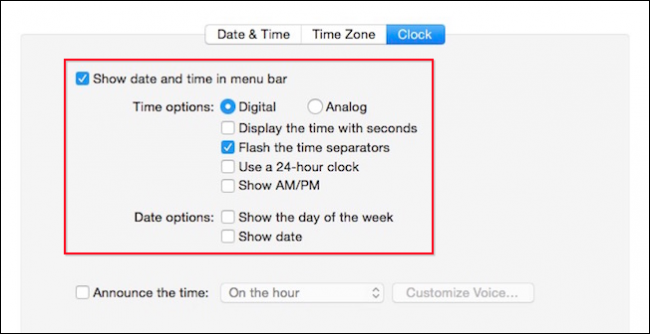 Date & Time Time Zone Clock
Show date and time in menu bar
Time options: Digital Analog
Display the time with seconds
Flash the time separators
Use a 24-hour clock
Show AM/PM
Date options: Show the day of the week
Show date
Announce the time: On the hour Customize Voice...